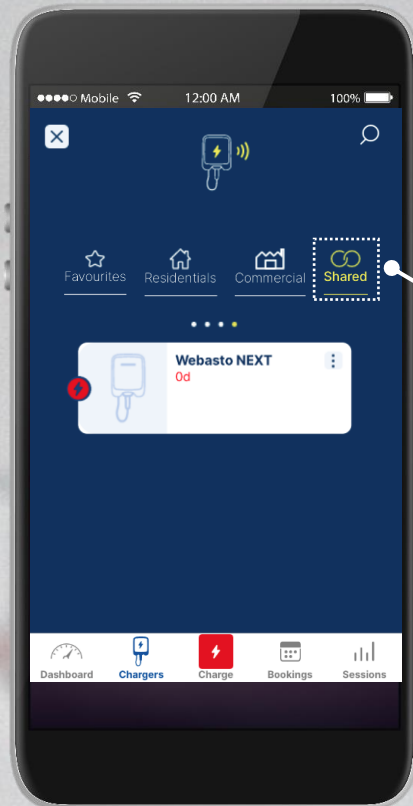 Mobile 12:00 AM 100%
Favourites Residentials Commercial Shared
Webasto NEXT
0d
Dashboard Chargers Charge Bookings Sessions